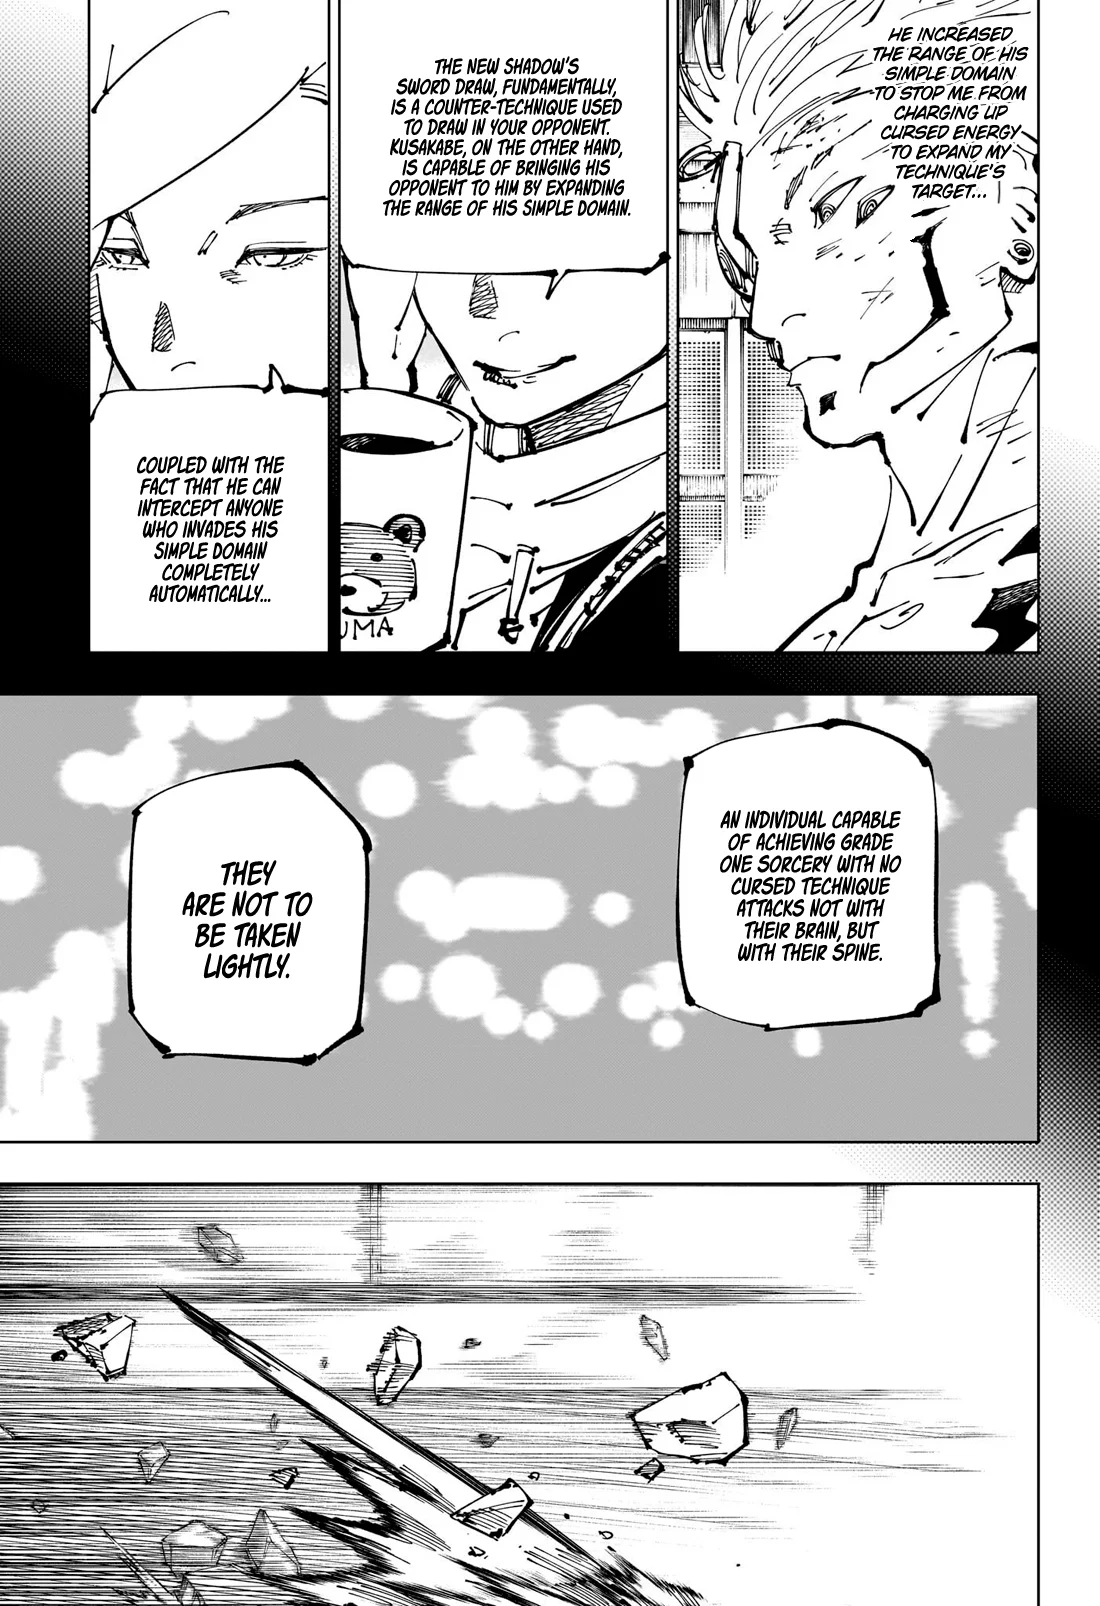 HE INCREASED
THE RANGE OF HIS
SIMPLE DOMAIN
TO STOP ME FROM
CHARGING UP
CURSED ENERGY
TO EXPAND MY
TECHNIQUE'S
TARGET...
THE NEW SHADOW'S
SWORD DRAW, FUNDAMENTALLY,
IS A COUNTER-TECHNIQUE USED
TO DRAW IN YOUR OPPONENT.
KUSAKABE, ON THE OTHER HAND,
IS CAPABLE OF BRINGING HIS
OPPONENT TO HIM BY EXPANDING
THE RANGE OF HIS SIMPLE DOMAIN.
UMA
COUPLED WITH THE
FACT THAT HE CAN
INTERCEPT ANYONE
WHO INVADES HIS
SIMPLE DOMAIN
COMPLETELY
AUTOMATICALLY...
AN INDIVIDUAL CAPABLE
OF ACHIEVING GRADE
ONE SORCERY WITH NO
CURSED TECHNIQUE
ATTACKS NOT WITH
THEIR BRAIN, BUT
WITH THEIR SPINE.
THEY
ARE NOT TO
BE TAKEN
LIGHTLY.